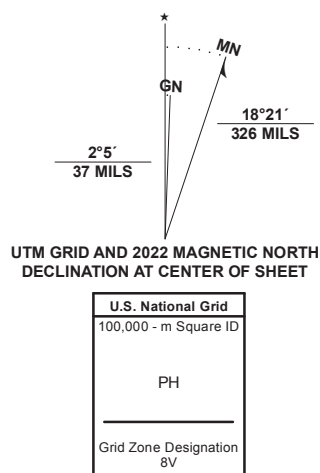 ★
MN
GN
18°21´
326 MILS
2°5´
37 MILS
UTM GRID AND 2022 MAGNETIC NORTH
DECLINATION AT CENTER OF SHEET
U.S. National Grid
100,000 - m Square ID
PH
Grid Zone Designation
8V